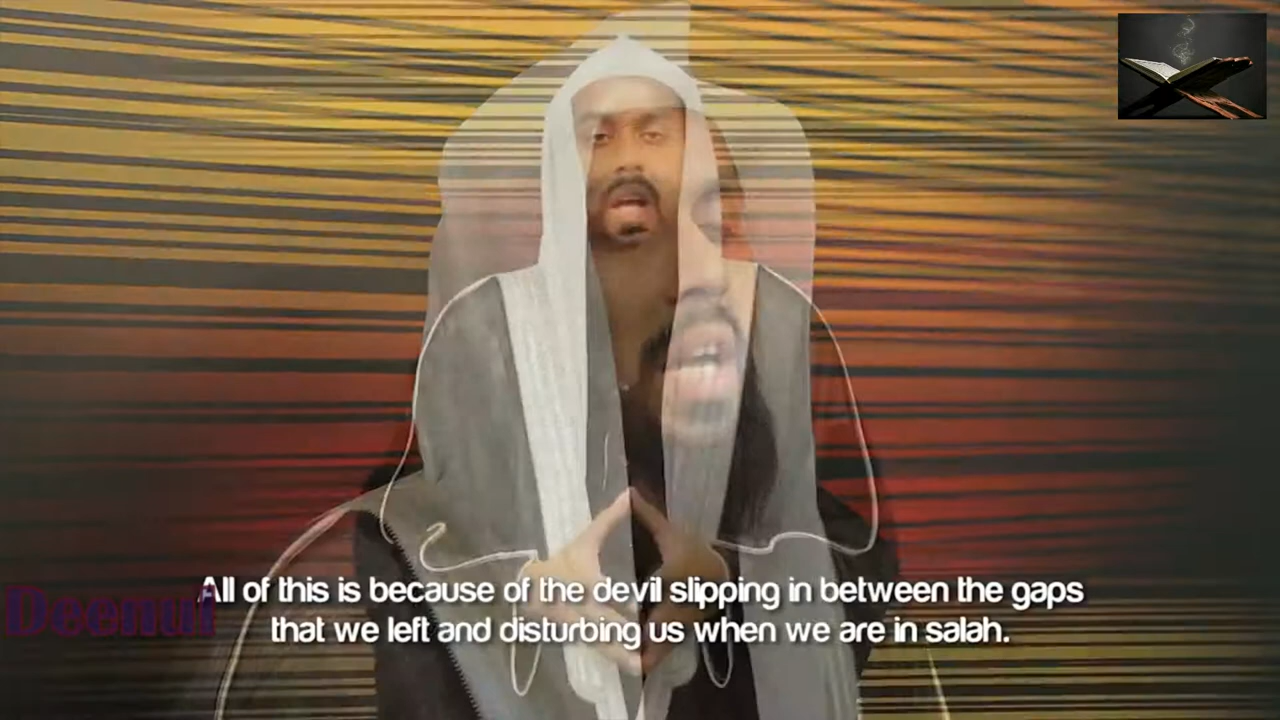 All of this is because of the devil slipping in between the gaps
that we left and disturbing us when we are in salah.